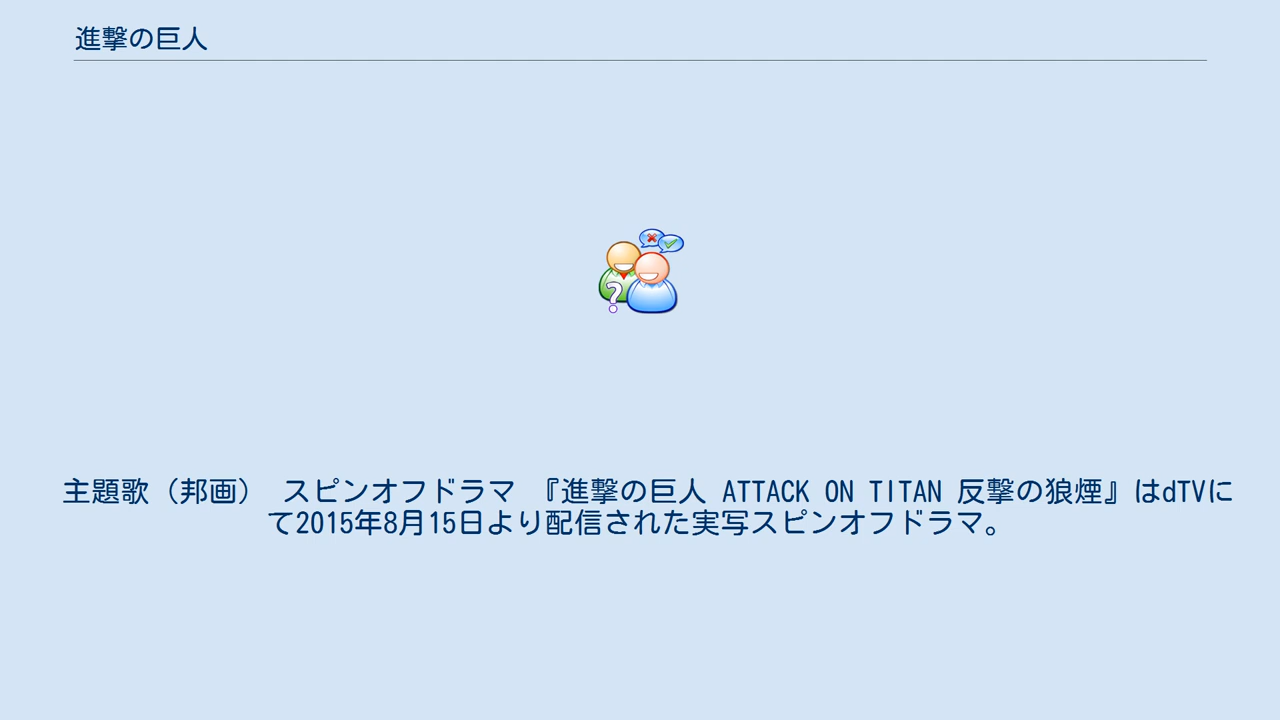 進撃の巨人
主題歌（邦画） スピンオフドラマ 『進撃の巨人 ATTACK ON TITAN 反撃の狼煙』はdTVに
て2015年8月15日より配信された実写スピンオフドラマ。